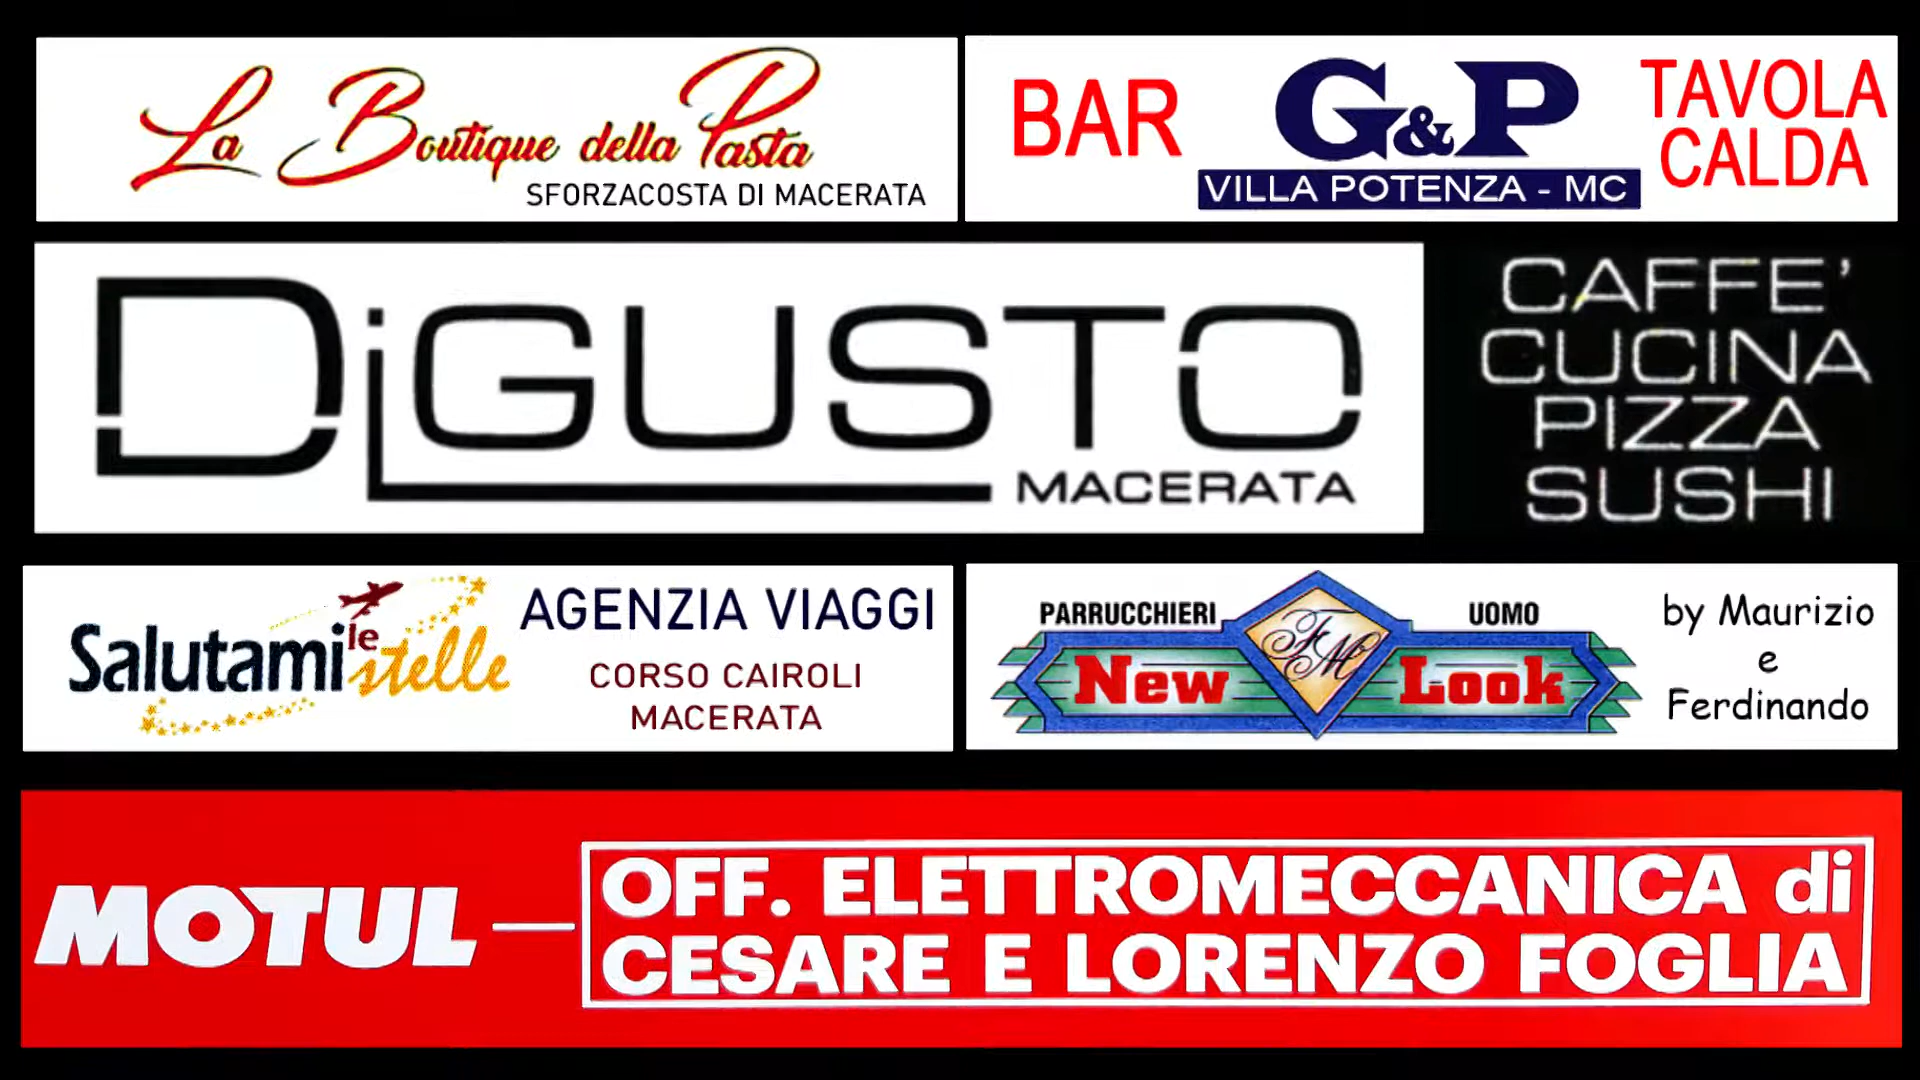 La Boutique della Pasta
SFORZACOSTA DI MACERATA
BAR
G&P
VILLA POTENZA - MC
TAVOLA
CALDA
DiGUSTO
MACERATA
CAFFE'
CUCINA
PIZZA
SUSHI
Salutami le stelle
AGENZIA VIAGGI
CORSO CAIROLI
MACERATA
PARRUCCHIERI UOMO
New FM Look
by Maurizio
e
Ferdinando
MOTUL
OFF. ELETTROMECCANICA di
CESARE E LORENZO FOGLIA